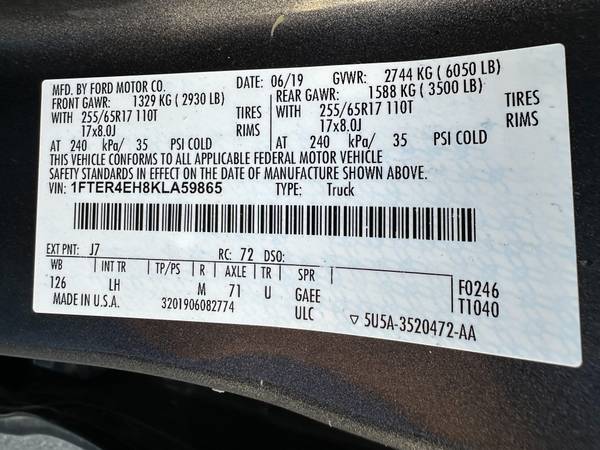 MFD. BY FORD MOTOR CO. DATE: 06/19 GVWR: 2744 KG ( 6050 LB)
FRONT GAWR: 1329 KG ( 2930 LB) REAR GAWR: 1588 KG ( 3500 LB)
WITH 255/65R17 110T TIRES WITH 255/65R17 110T TIRES
17x8.0J RIMS 17x8.0J RIMS
AT 240 kPa/ 35 PSI COLD AT 240 kPa/ 35 PSI COLD
THIS VEHICLE CONFORMS TO ALL APPLICABLE FEDERAL MOTOR VEHICLE
SAFETY STANDARDS IN EFFECT ON THE DATE OF MANUFACTURE SHOWN ABOVE.
VIN: 1FTER4EH8KLA59865 TYPE: Truck
EXT PNT: J7 RC: 72 DSO:
WB INT TR TP/PS R AXLE TR SPR
126 LH M 71 U GAEE F0246
ULC T1040
MADE IN U.S.A. 3201906082774 ▽ 5U5A-3520472-AA